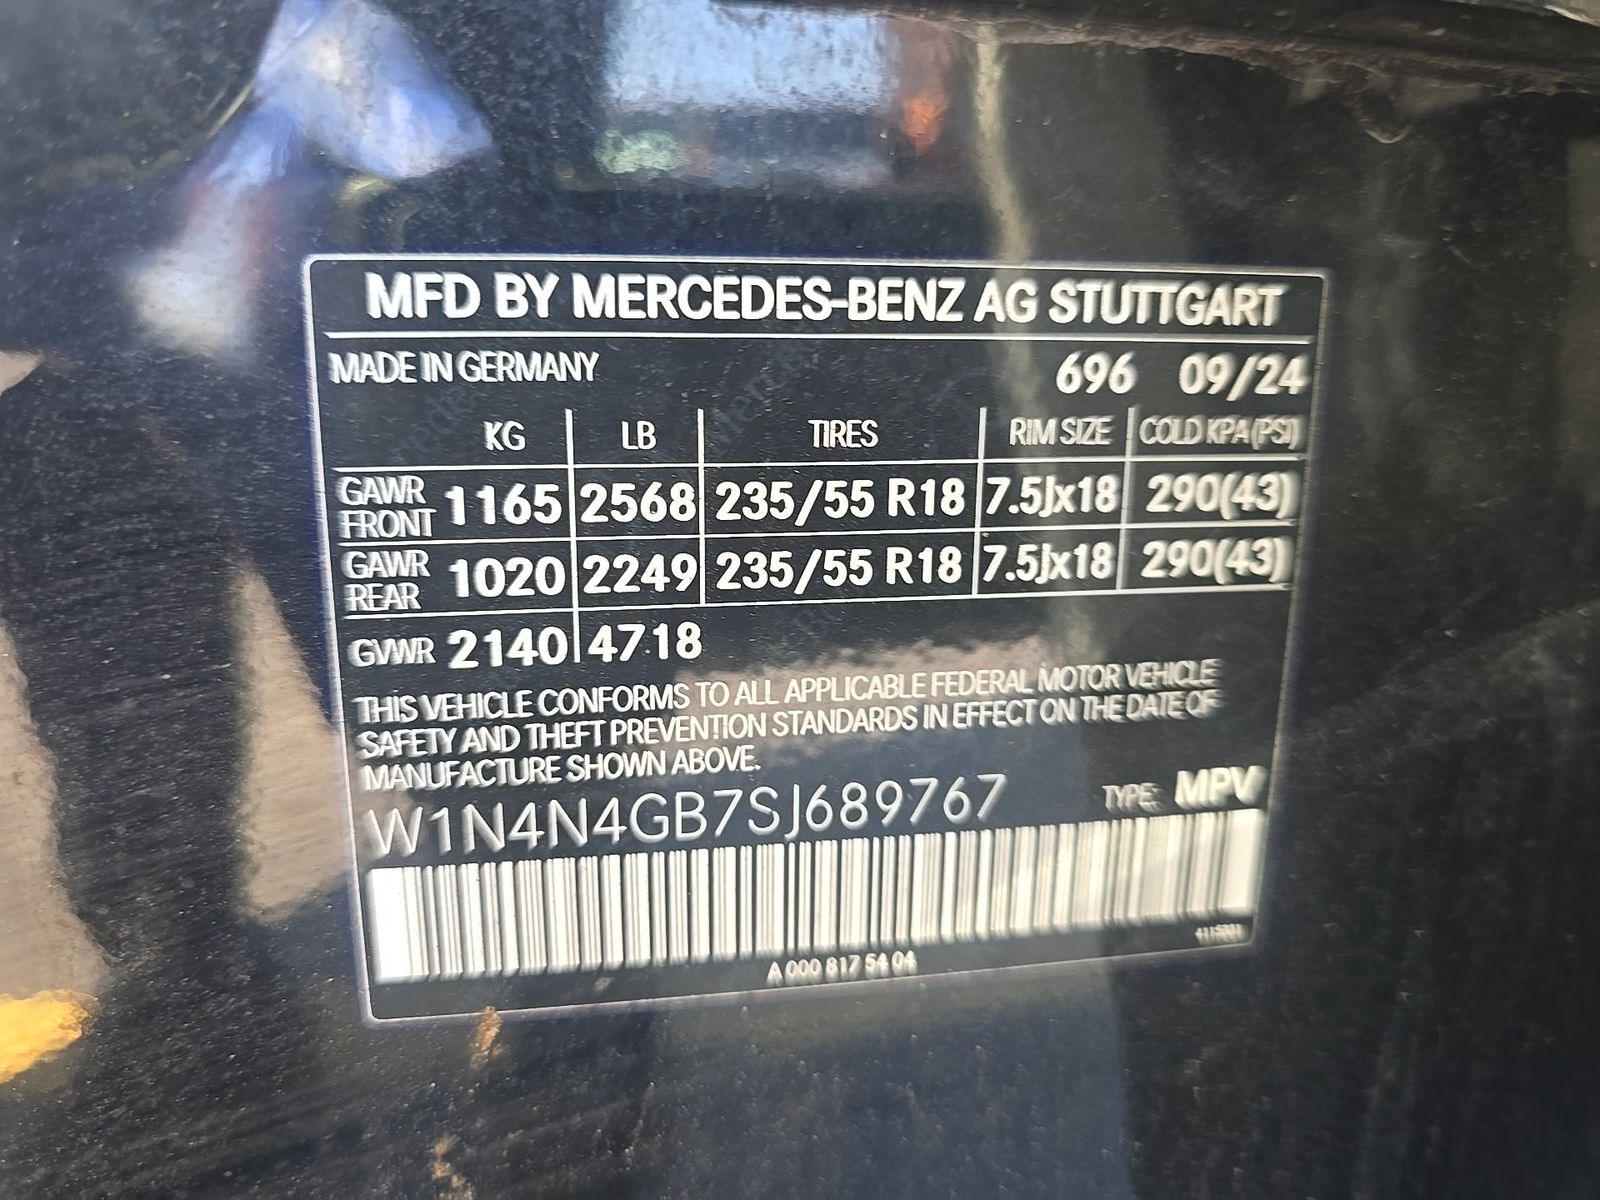 MFD BY MERCEDES-BENZ AG STUTTGART
MADE IN GERMANY 696 09/24
KG LB TIRES RIM SIZE COLD KPA(PSI)
GAWR FRONT 1165 2568 235/55 R18 7.5Jx18 290(43)
GAWR REAR 1020 2249 235/55 R18 7.5Jx18 290(43)
GVWR 2140 4718
THIS VEHICLE CONFORMS TO ALL APPLICABLE FEDERAL MOTOR VEHICLE
SAFETY AND THEFT PREVENTION STANDARDS IN EFFECT ON THE DATE OF
MANUFACTURE SHOWN ABOVE.
W1N4N4GB7SJ689767 TYPE: MPV
A 000 817 54 04